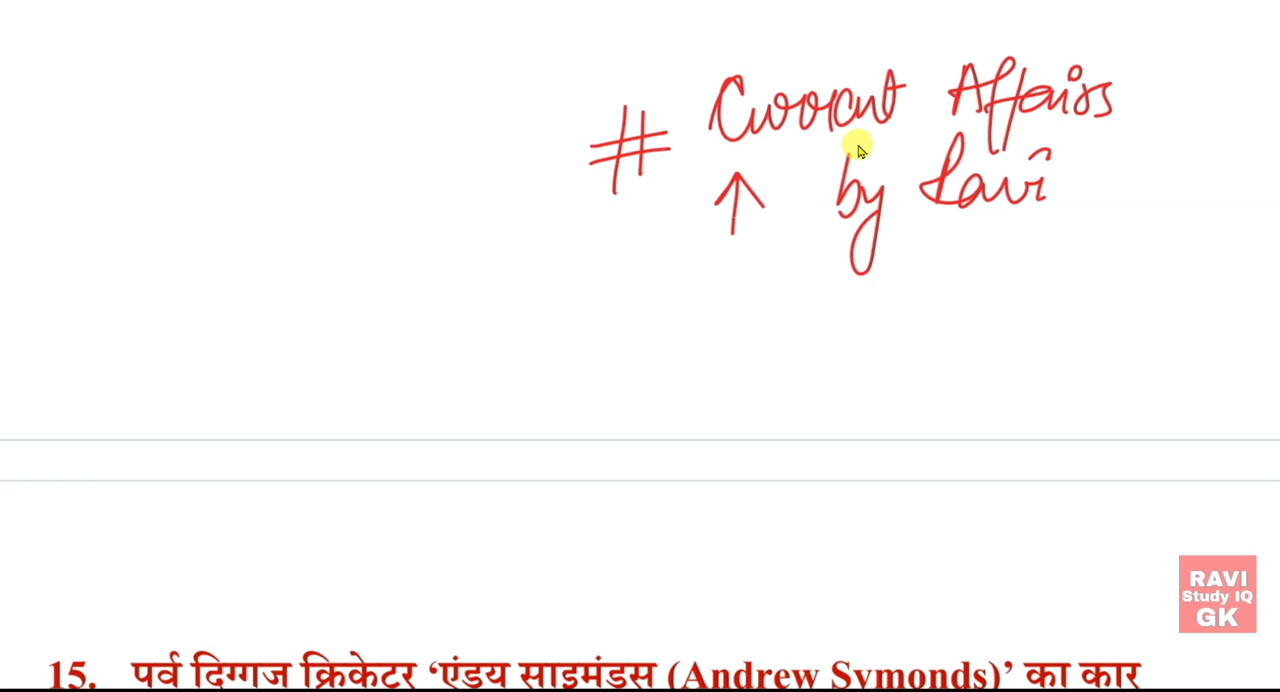 # Current Affairs
↑ by Ravi
RAVI
Study IQ
GK
15. पूर्व दिग्गज क्रिकेटर ‘एंड्रयू साइमंड्स (Andrew Symonds)’ का कार